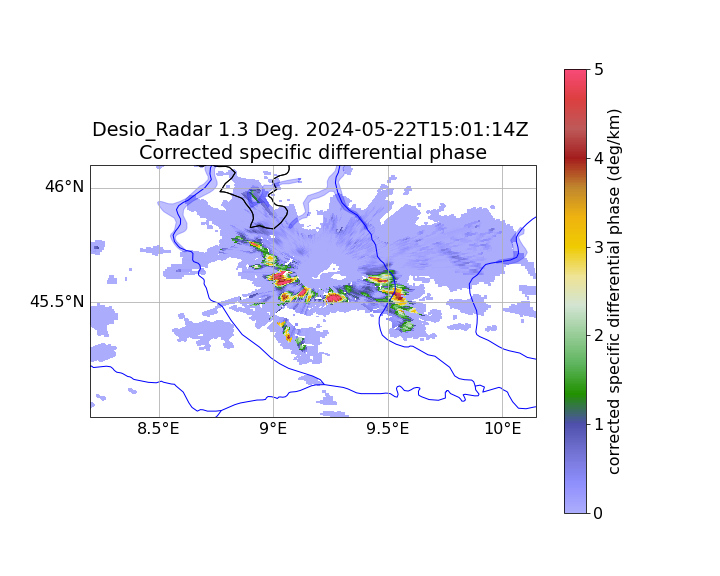 Desio_Radar 1.3 Deg. 2024-05-22T15:01:14Z
Corrected specific differential phase
46°N
45.5°N
8.5°E
9°E
9.5°E
10°E
5
4
3
2
1
0
corrected specific differential phase (deg/km)